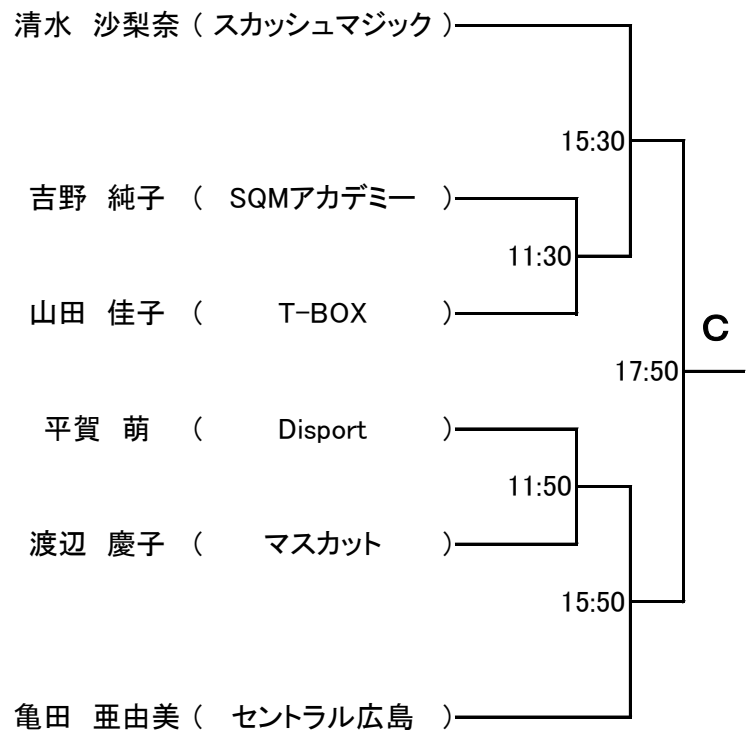 清水 沙梨奈 ( スカッシュマジック )
15:30
吉野 純子 ( SQMアカデミー )
11:30
山田 佳子 ( T-BOX )
C
17:50
平賀 萌 ( Disport )
11:50
渡辺 慶子 ( マスカット )
15:50
亀田 亜由美 ( セントラル広島 )